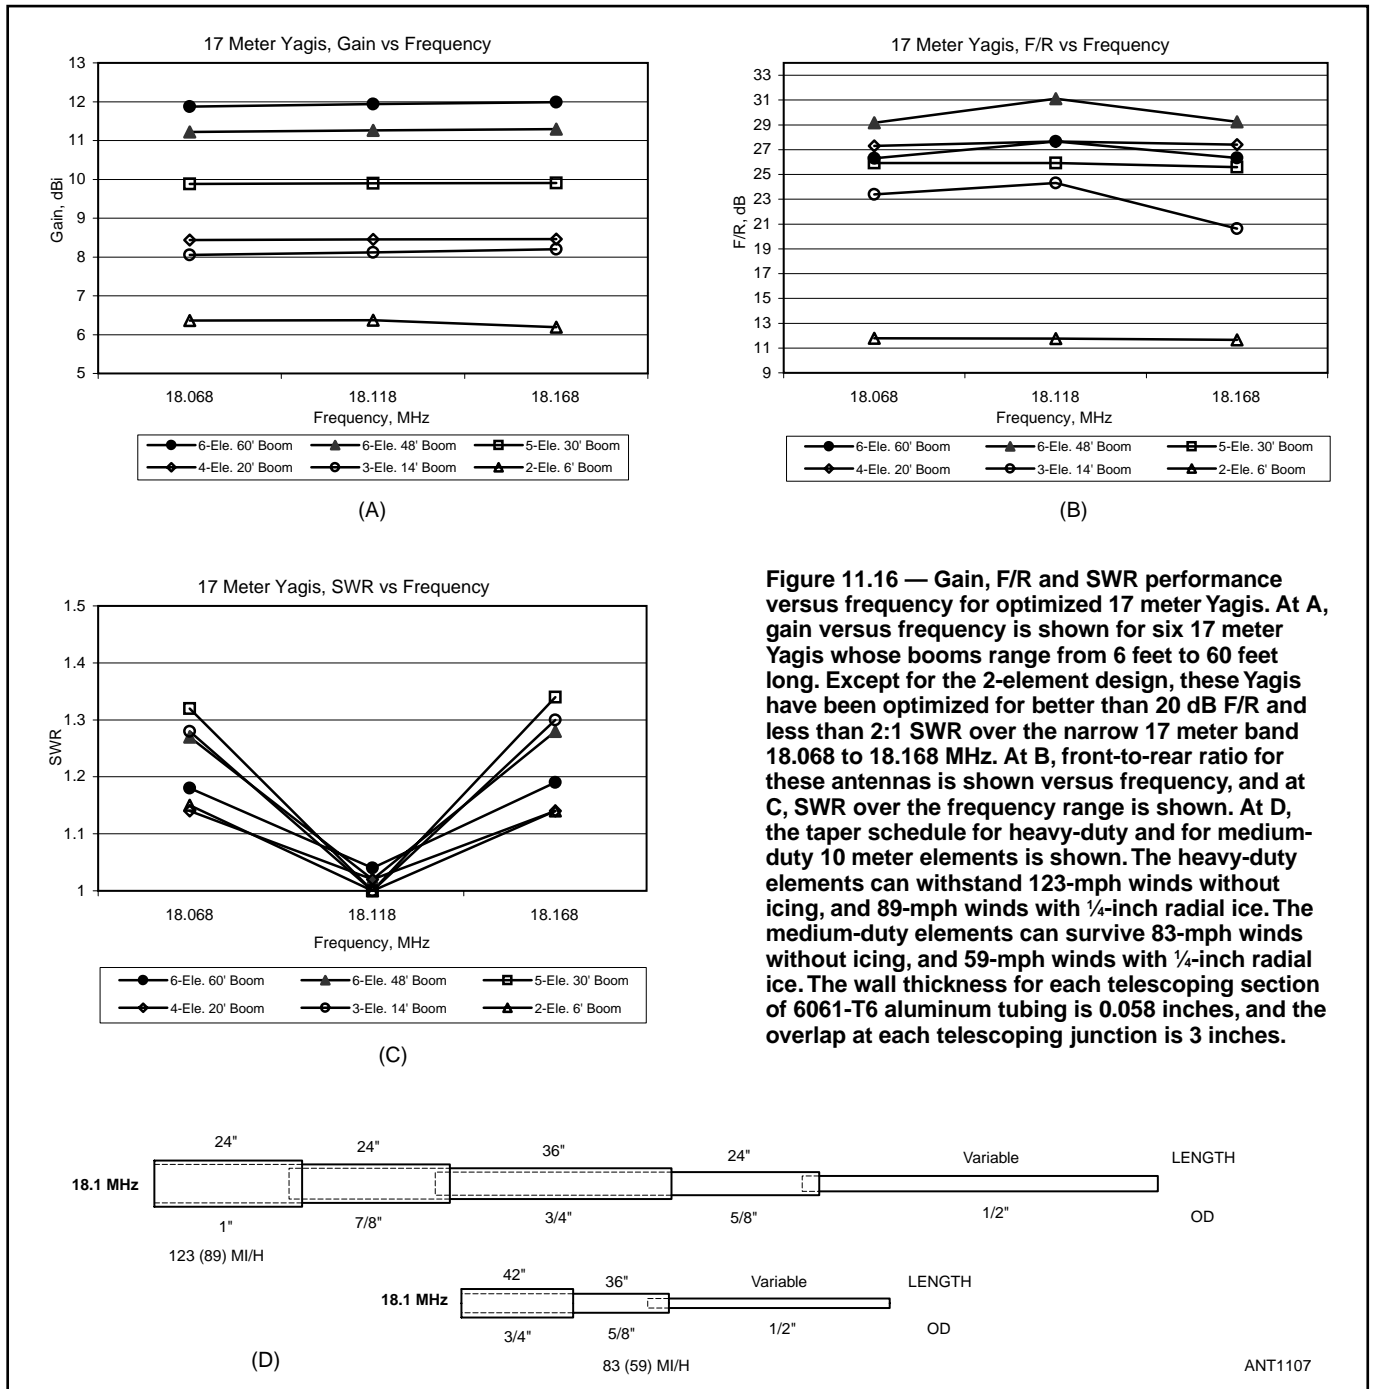 17 Meter Yagis, Gain vs Frequency
13
12
11
10
9
8
7
6
5
Gain, dBi
18.068
18.118
18.168
Frequency, MHz
6-Ele. 60' Boom
6-Ele. 48' Boom
5-Ele. 30' Boom
4-Ele. 20' Boom
3-Ele. 14' Boom
2-Ele. 6' Boom
(A)
17 Meter Yagis, F/R vs Frequency
33
31
29
27
25
23
21
19
17
15
13
11
9
F/R, dB
18.068
18.118
18.168
Frequency, MHz
6-Ele. 60' Boom
6-Ele. 48' Boom
5-Ele. 30' Boom
4-Ele. 20' Boom
3-Ele. 14' Boom
2-Ele. 6' Boom
(B)
17 Meter Yagis, SWR vs Frequency
1.5
1.4
1.3
1.2
1.1
1
SWR
18.068
18.118
18.168
Frequency, MHz
6-Ele. 60' Boom
6-Ele. 48' Boom
5-Ele. 30' Boom
4-Ele. 20' Boom
3-Ele. 14' Boom
2-Ele. 6' Boom
(C)
Figure 11.16 — Gain, F/R and SWR performance
versus frequency for optimized 17 meter Yagis. At A,
gain versus frequency is shown for six 17 meter
Yagis whose booms range from 6 feet to 60 feet
long. Except for the 2-element design, these Yagis
have been optimized for better than 20 dB F/R and
less than 2:1 SWR over the narrow 17 meter band
18.068 to 18.168 MHz. At B, front-to-rear ratio for
these antennas is shown versus frequency, and at
C, SWR over the frequency range is shown. At D,
the taper schedule for heavy-duty and for medium-
duty 10 meter elements is shown. The heavy-duty
elements can withstand 123-mph winds without
icing, and 89-mph winds with ¼-inch radial ice. The
medium-duty elements can survive 83-mph winds
without icing, and 59-mph winds with ¼-inch radial
ice. The wall thickness for each telescoping section
of 6061-T6 aluminum tubing is 0.058 inches, and the
overlap at each telescoping junction is 3 inches.
24"
24"
36"
24"
Variable
LENGTH
18.1 MHz
1"
7/8"
3/4"
5/8"
1/2"
OD
123 (89) MI/H
42"
36"
Variable
LENGTH
18.1 MHz
3/4"
5/8"
1/2"
OD
83 (59) MI/H
(D)
ANT1107